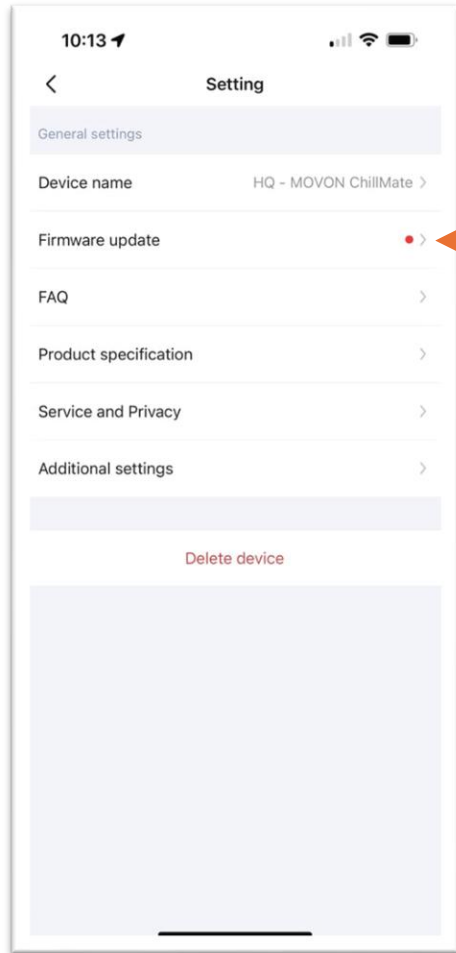 10:13
Setting
General settings
Device name HQ - MOVON ChillMate
Firmware update
FAQ
Product specification
Service and Privacy
Additional settings
Delete device